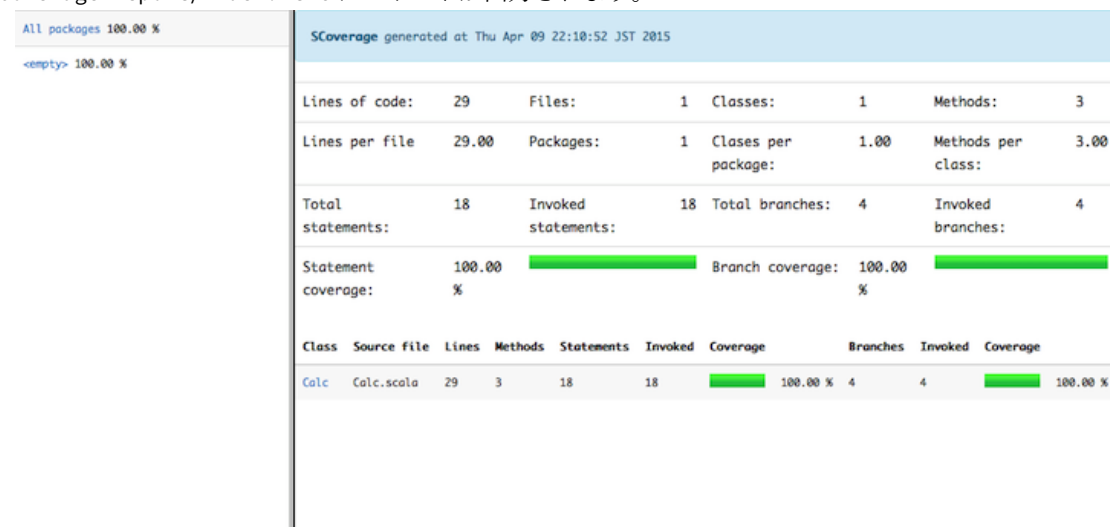 All packages 100.00 %
<empty> 100.00 %
SCoverage generated at Thu Apr 09 22:10:52 JST 2015
Lines of code: 29 Files: 1 Classes: 1 Methods: 3
Lines per file 29.00 Packages: 1 Clases per package: 1.00 Methods per class: 3.00
Total statements: 18 Invoked statements: 18 Total branches: 4 Invoked branches: 4
Statement coverage: 100.00 % Branch coverage: 100.00 %
Class Source file Lines Methods Statements Invoked Coverage Branches Invoked Coverage
Calc Calc.scala 29 3 18 18 100.00 % 4 4 100.00 %